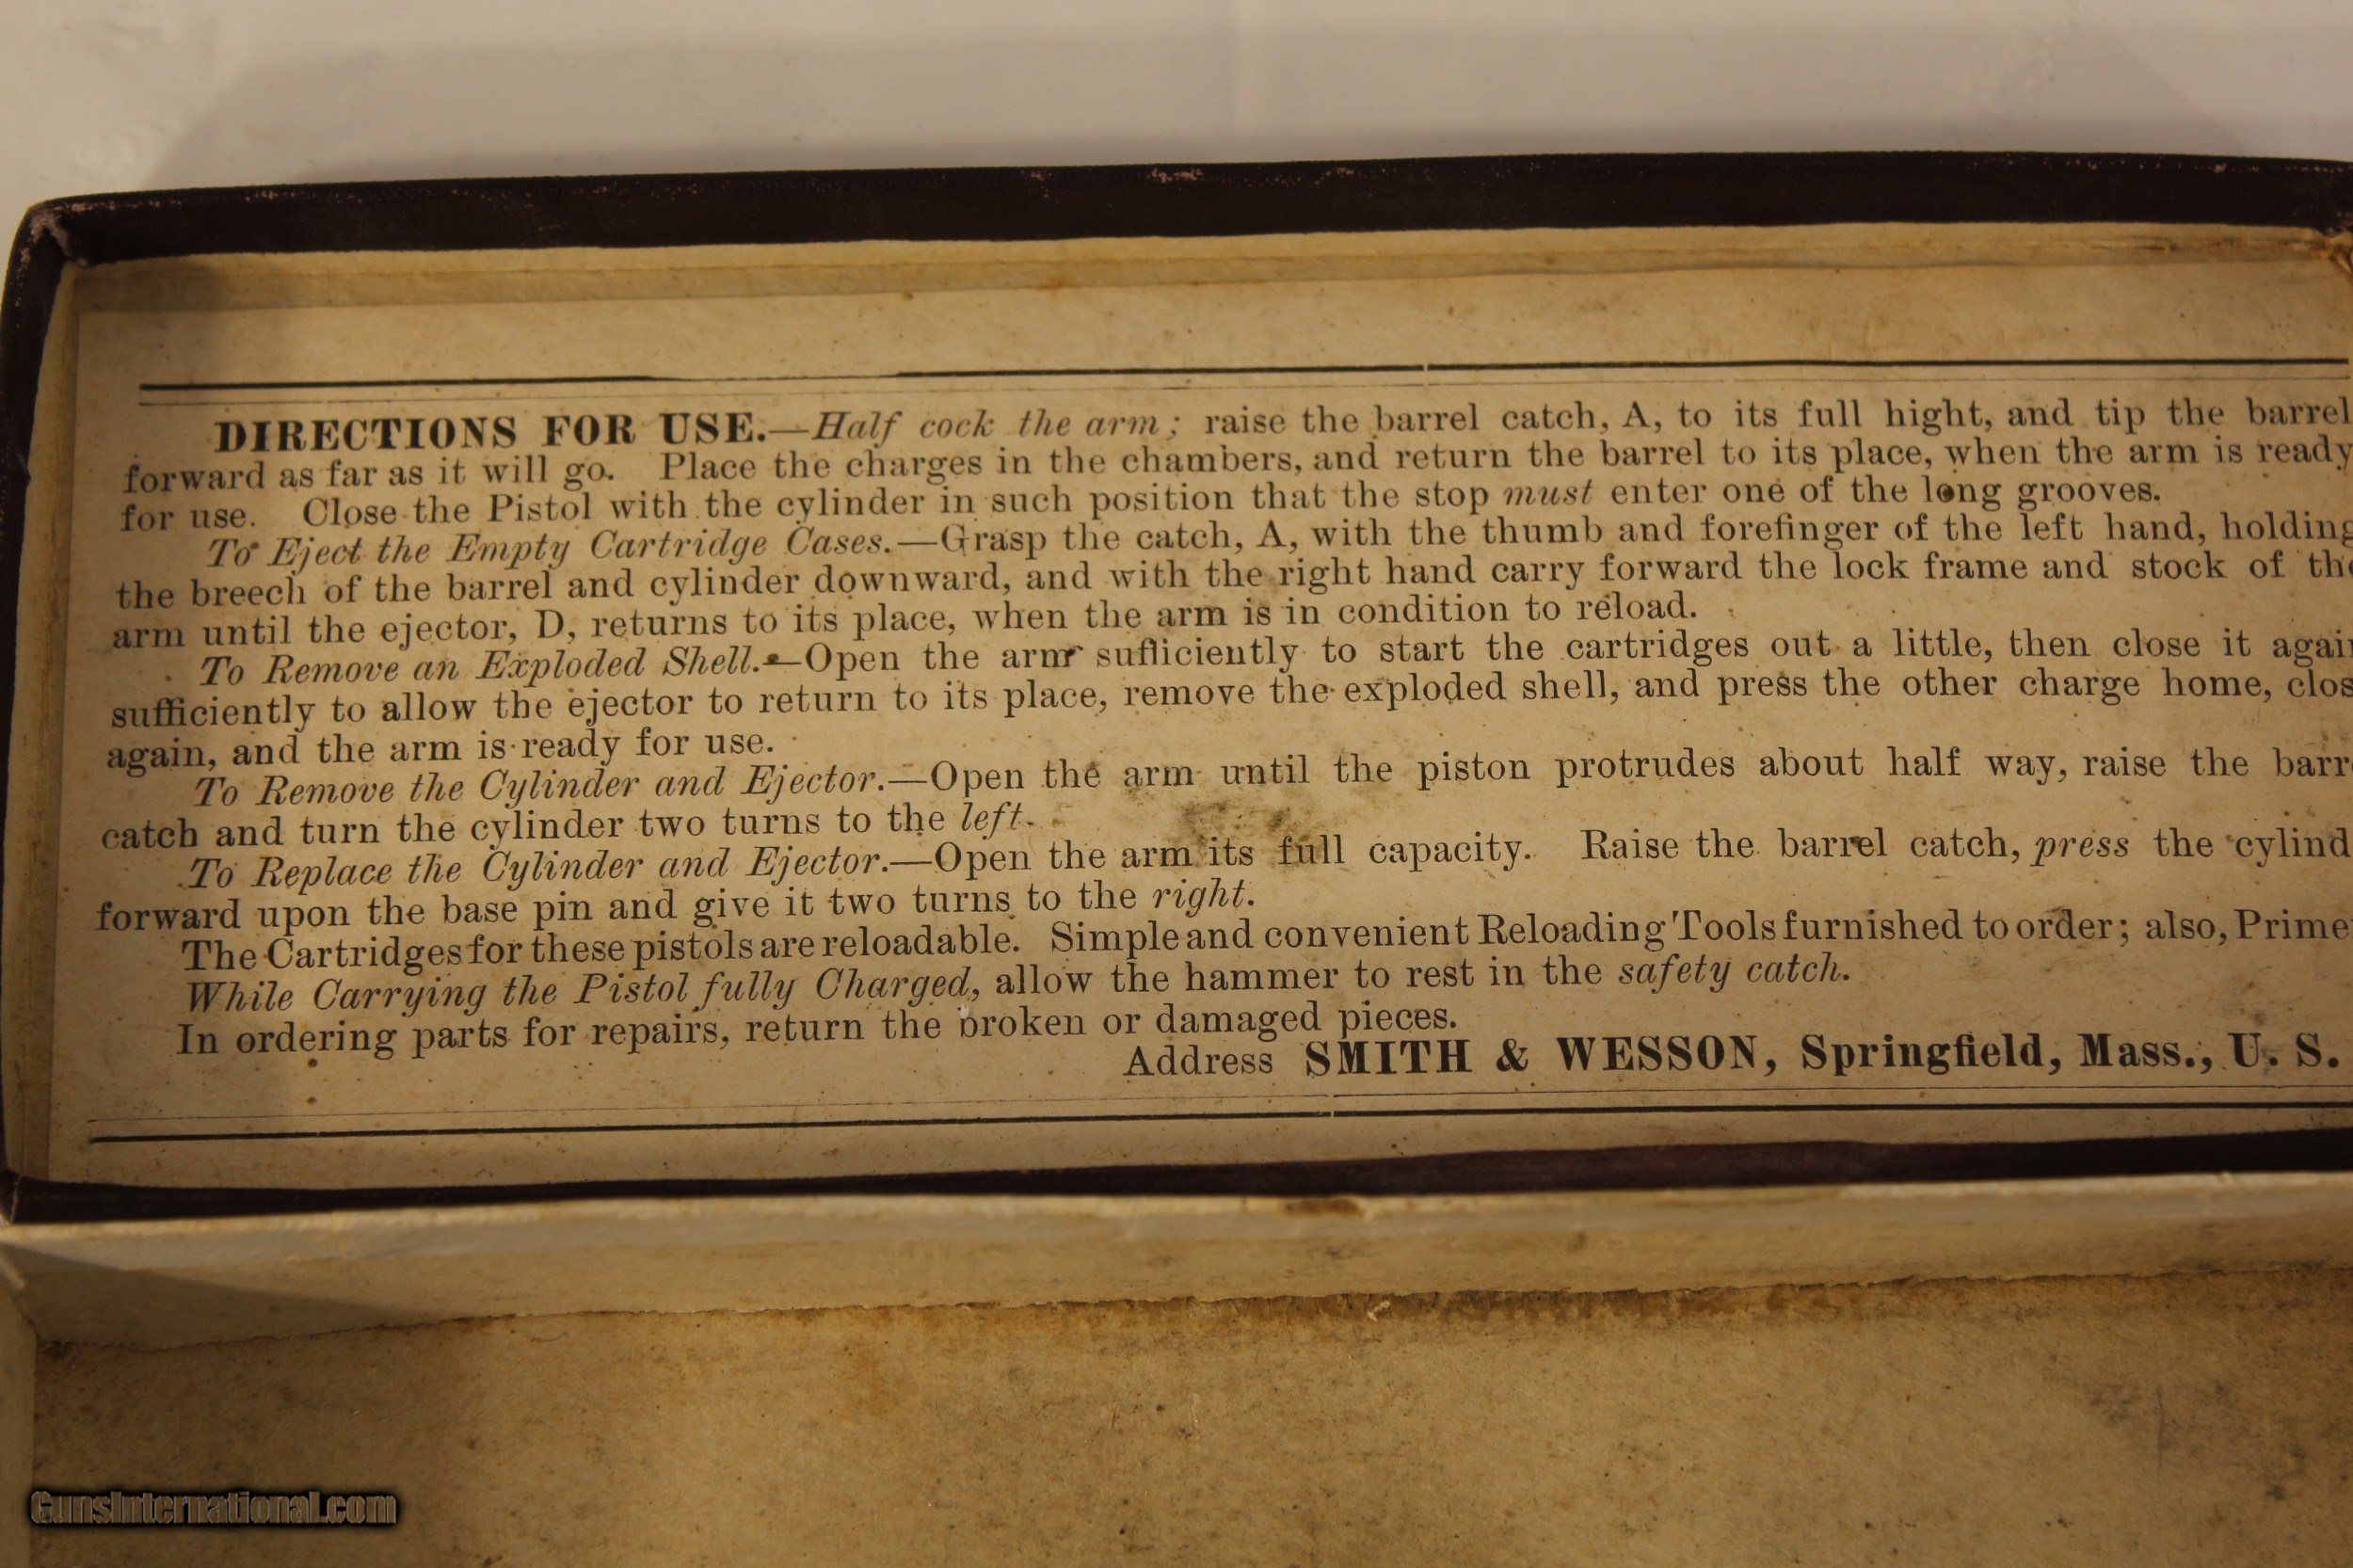 DIRECTIONS FOR USE.—Half cock the arm; raise the barrel catch, A, to its full hight, and tip the barrel
forward as far as it will go. Place the charges in the chambers, and return the barrel to its place, when the arm is ready
for use. Close the Pistol with the cylinder in such position that the stop must enter one of the long grooves.
To Eject the Empty Cartridge Cases.—Grasp the catch, A, with the thumb and forefinger of the left hand, holding
the breech of the barrel and cylinder downward, and with the right hand carry forward the lock frame and stock of the
arm until the ejector, D, returns to its place, when the arm is in condition to reload.
To Remove an Exploded Shell.—Open the arm sufficiently to start the cartridges out a little, then close it again
sufficiently to allow the ejector to return to its place, remove the exploded shell, and press the other charge home, clos
again, and the arm is ready for use.
To Remove the Cylinder and Ejector.—Open the arm until the piston protrudes about half way, raise the barr
catch and turn the cylinder two turns to the left.
To Replace the Cylinder and Ejector.—Open the arm its full capacity. Raise the barrel catch, press the cylind
forward upon the base pin and give it two turns to the right.
The Cartridges for these pistols are reloadable. Simple and convenient Reloading Tools furnished to order; also, Prime
While Carrying the Pistol fully Charged, allow the hammer to rest in the safety catch.
In ordering parts for repairs, return the broken or damaged pieces.
Address SMITH & WESSON, Springfield, Mass., U. S.
GunsInternational.com